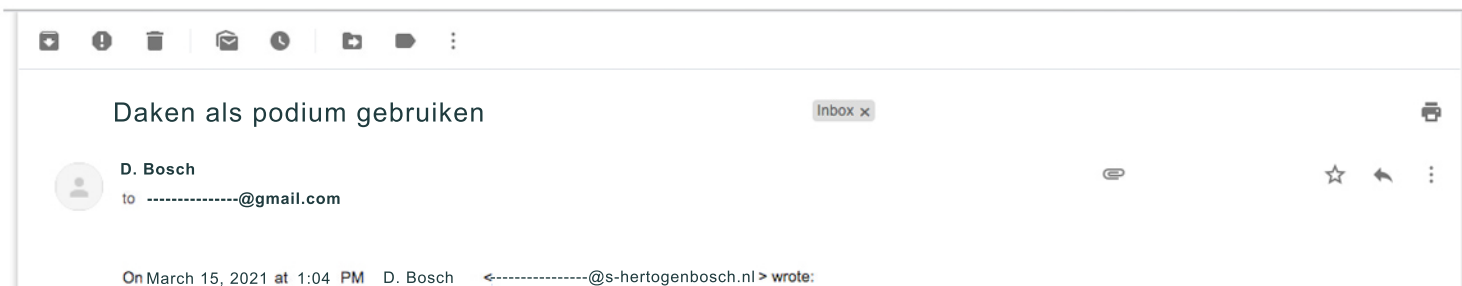 Daken als podium gebruiken
Inbox x
D. Bosch
to ---------------@gmail.com
On March 15, 2021 at 1:04 PM D. Bosch <----------------@s-hertogenbosch.nl> wrote: